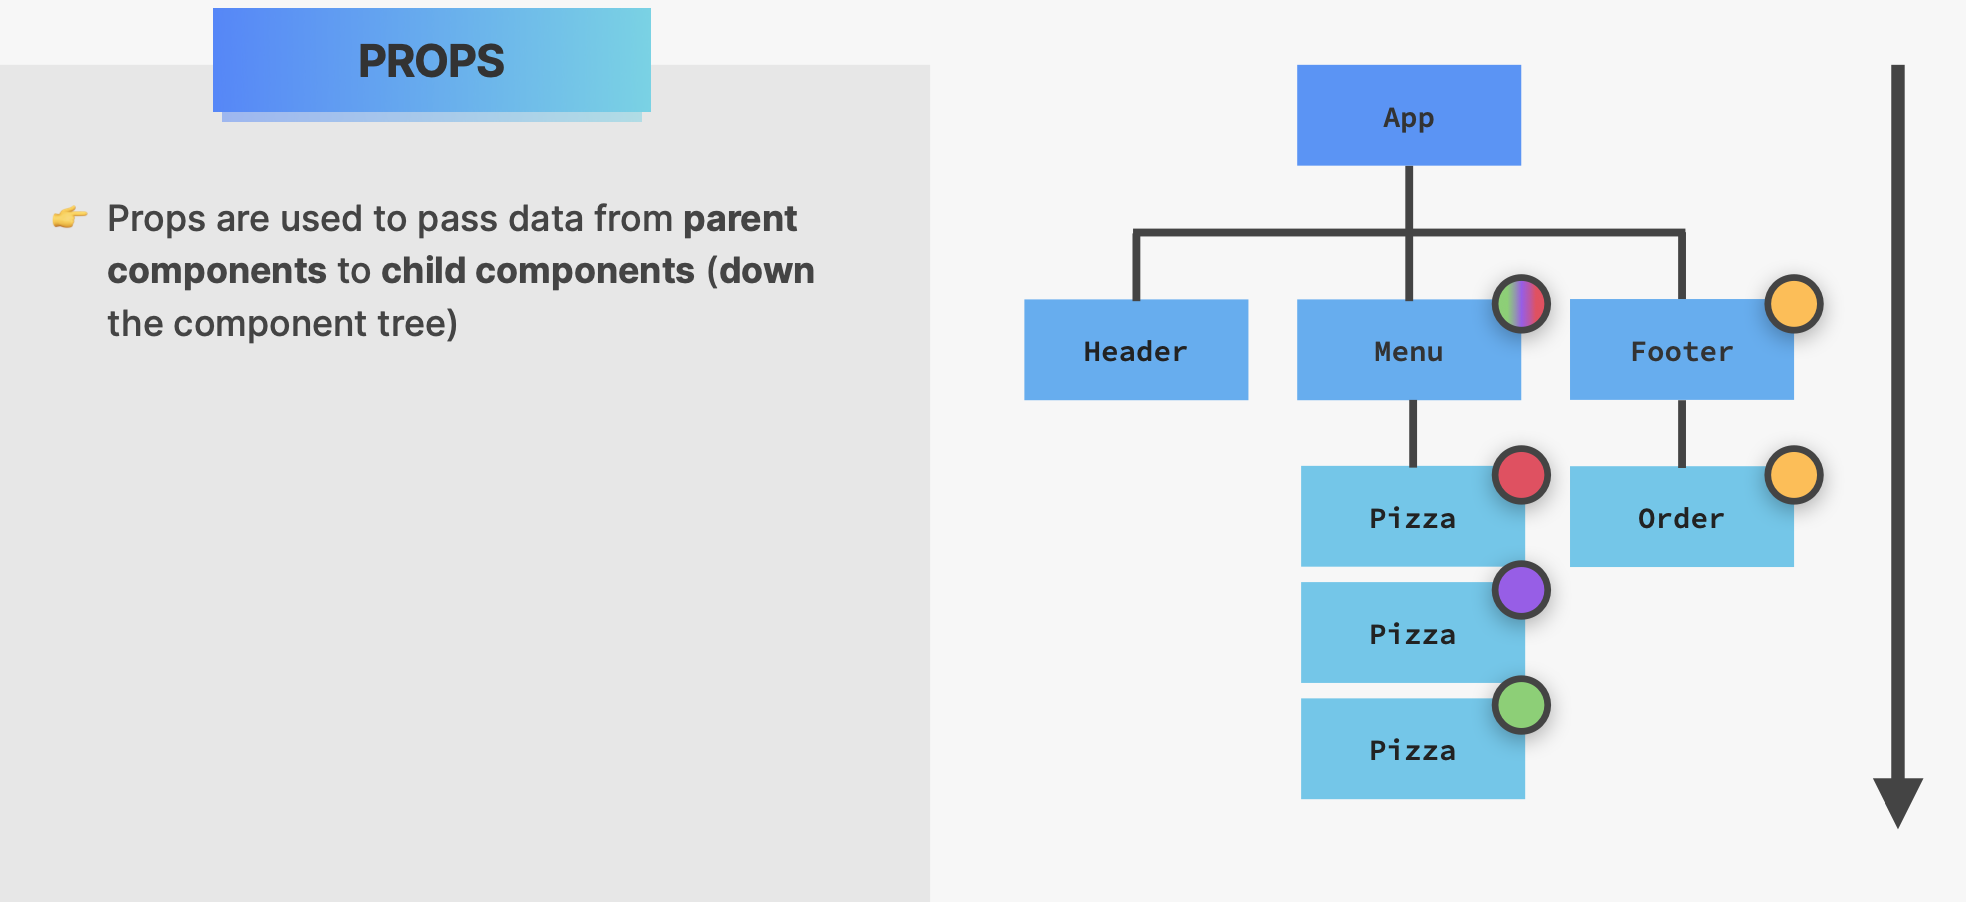 PROPS
👉 Props are used to pass data from parent
components to child components (down
the component tree)
App
Header
Menu
Footer
Pizza
Order
Pizza
Pizza